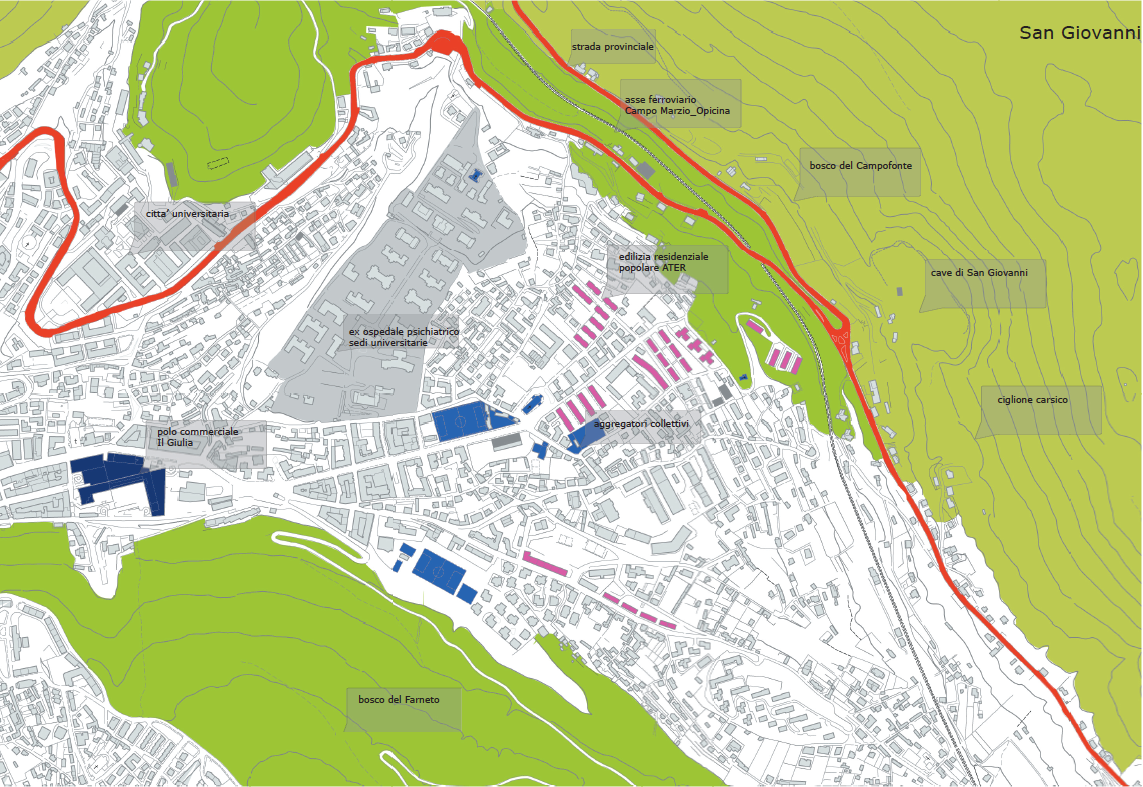 San Giovanni
strada provinciale
asse ferroviario
Campo Marzio_Opicina
bosco del Campofonte
citta' universitaria
edilizia residenziale
popolare ATER
cave di San Giovanni
ex ospedale psichiatrico
sedi universitarie
ciglione carsico
aggregatori collettivi
polo commerciale
Il Giulia
bosco del Farneto